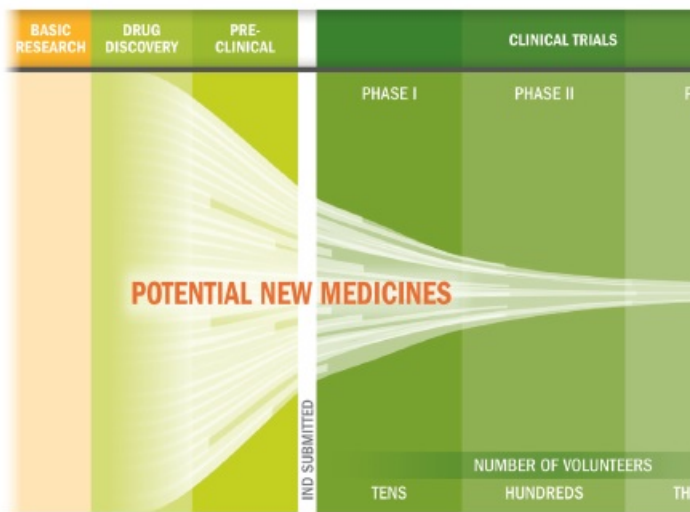 BASIC
RESEARCH
DRUG
DISCOVERY
PRE-
CLINICAL
CLINICAL TRIALS
PHASE I
PHASE II
POTENTIAL NEW MEDICINES
IND SUBMITTED
NUMBER OF VOLUNTEERS
TENS
HUNDREDS